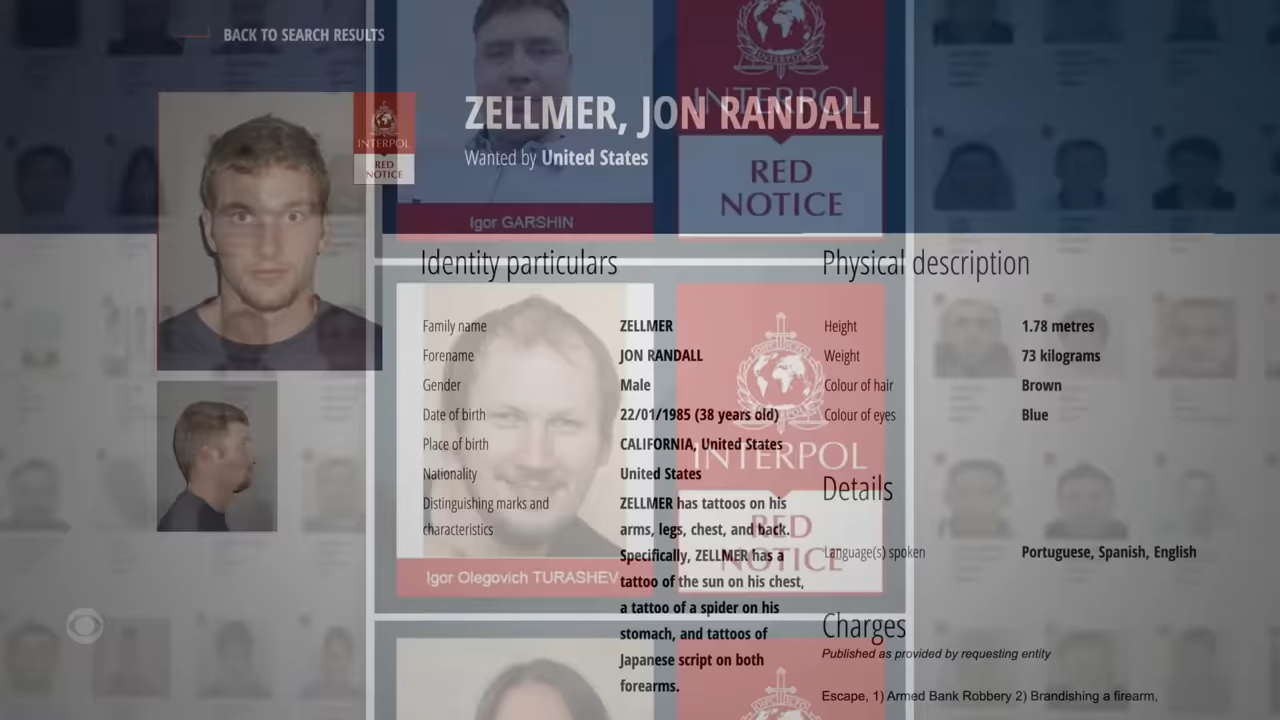 BACK TO SEARCH RESULTS
INTERPOL
RED
NOTICE
ZELLMER, JON RANDALL
Wanted by United States
INTERPOL
RED
NOTICE
Igor GARSHIN
Identity particulars
Family name ZELLMER
Forename JON RANDALL
Gender Male
Date of birth 22/01/1985 (38 years old)
Place of birth CALIFORNIA, United States
Nationality United States
Distinguishing marks and
characteristics
ZELLMER has tattoos on his
arms, legs, chest, and back.
Specifically, ZELLMER has a
tattoo of the sun on his chest,
a tattoo of a spider on his
stomach, and tattoos of
Japanese script on both
forearms.
INTERPOL
RED
NOTICE
Igor Olegovich TURASHEV
Physical description
Height 1.78 metres
Weight 73 kilograms
Colour of hair Brown
Colour of eyes Blue
Details
Language(s) spoken Portuguese, Spanish, English
Charges
Published as provided by requesting entity
Escape, 1) Armed Bank Robbery 2) Brandishing a firearm,